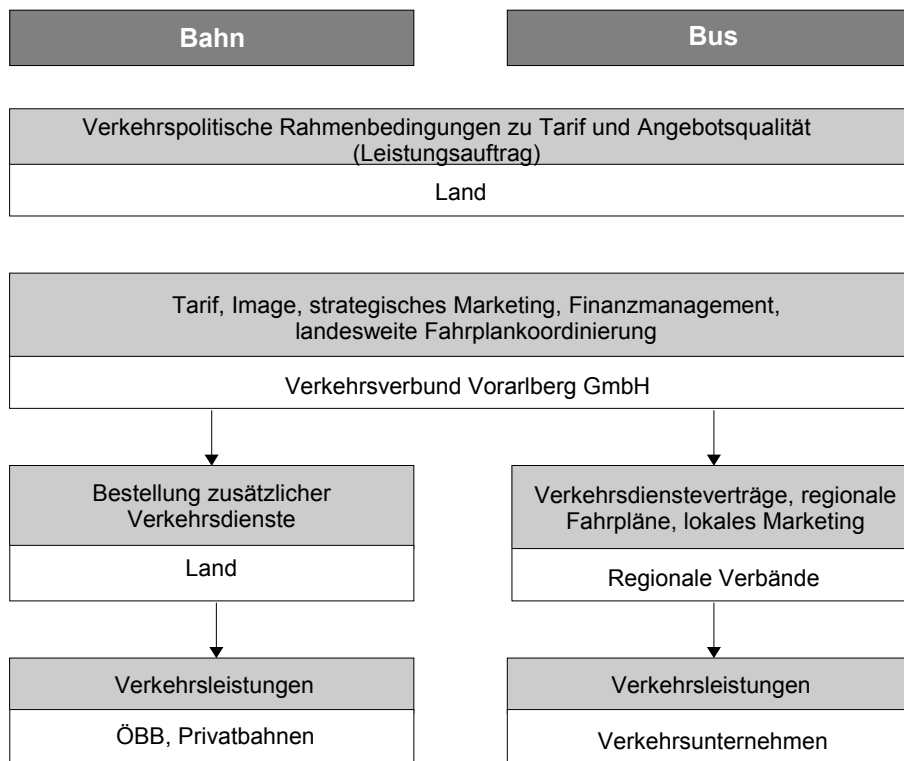 Bahn
Bus
Verkehrspolitische Rahmenbedingungen zu Tarif und Angebotsqualität
(Leistungsauftrag)
Land
Tarif, Image, strategisches Marketing, Finanzmanagement,
landesweite Fahrplankoordinierung
Verkehrsverbund Vorarlberg GmbH
Bestellung zusätzlicher
Verkehrsdienste
Land
Verkehrsdiensteverträge, regionale
Fahrpläne, lokales Marketing
Regionale Verbände
Verkehrsleistungen
ÖBB, Privatbahnen
Verkehrsleistungen
Verkehrsunternehmen